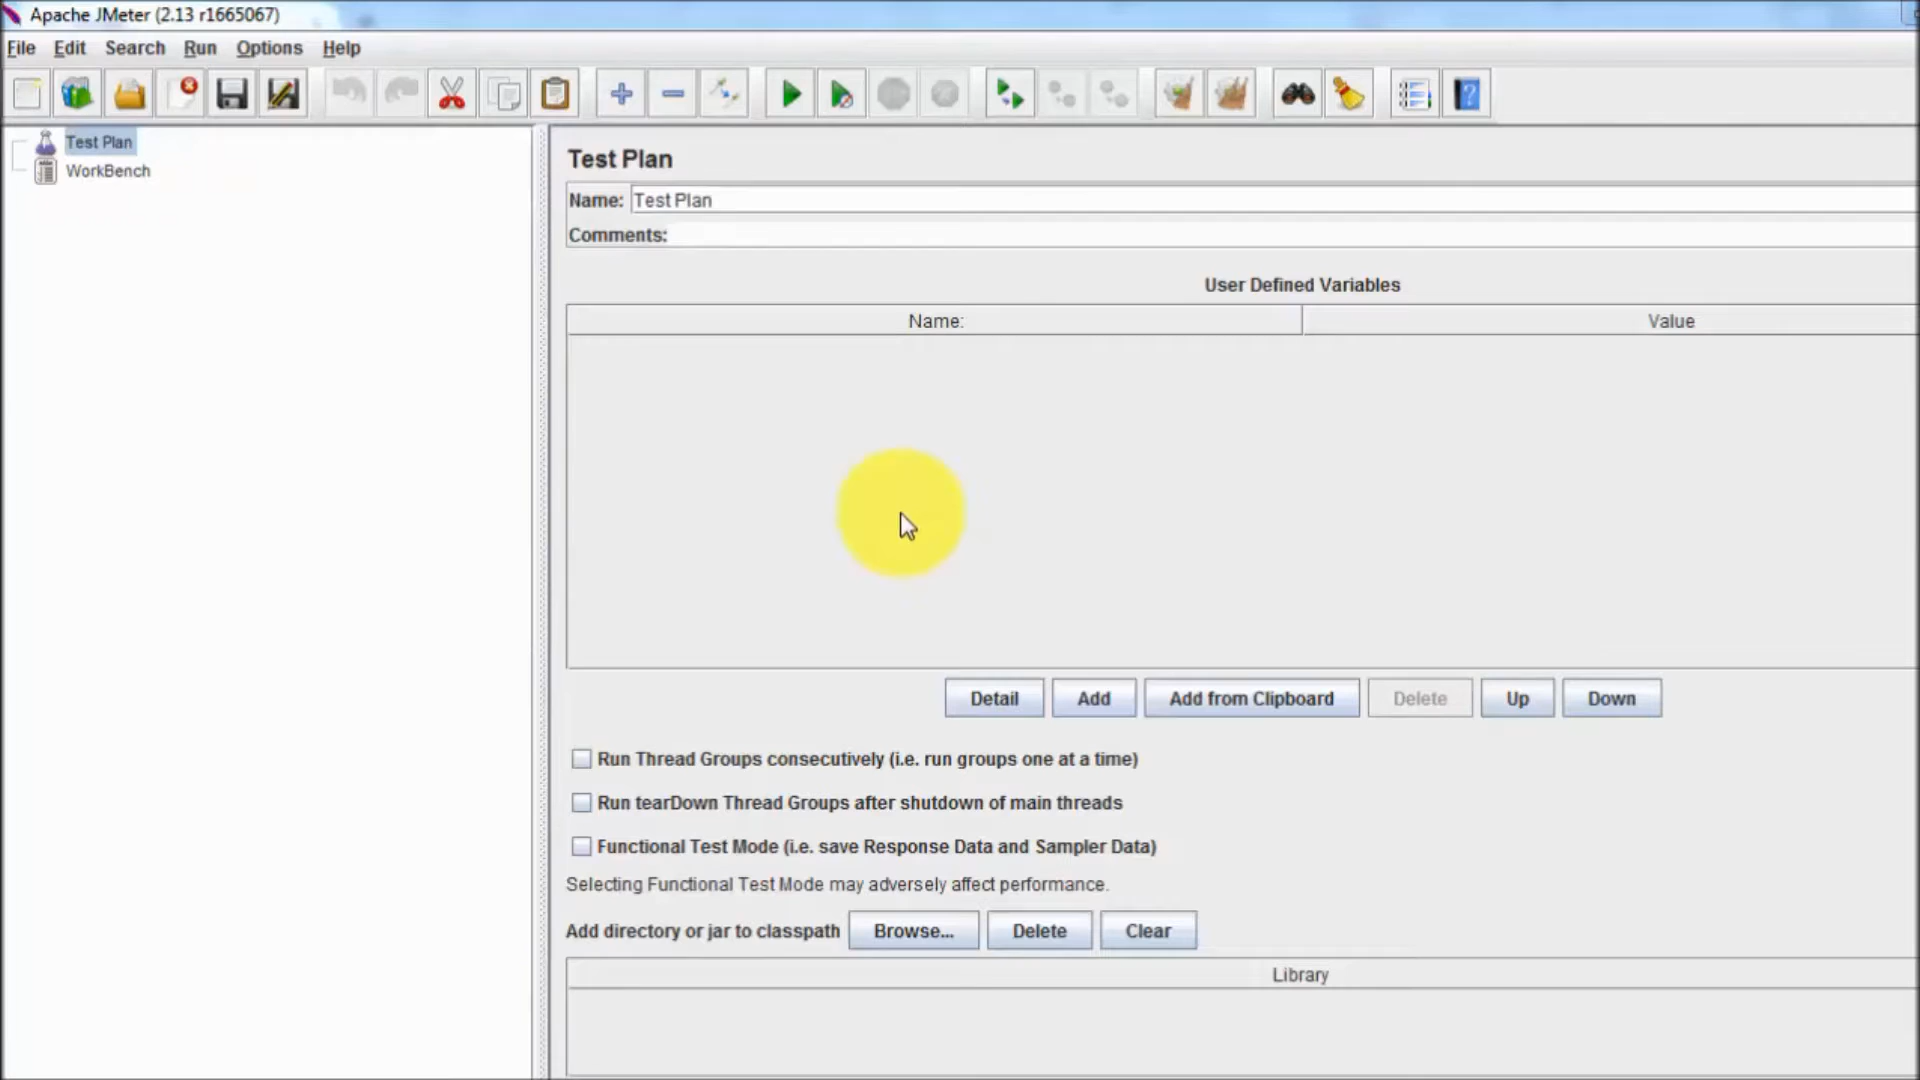 Apache JMeter (2.13 r1665067)
File Edit Search Run Options Help
Test Plan
WorkBench
Test Plan
Name: Test Plan
Comments:
User Defined Variables
Name: Value
Detail Add Add from Clipboard Delete Up Down
Run Thread Groups consecutively (i.e. run groups one at a time)
Run tearDown Thread Groups after shutdown of main threads
Functional Test Mode (i.e. save Response Data and Sampler Data)
Selecting Functional Test Mode may adversely affect performance.
Add directory or jar to classpath Browse... Delete Clear
Library